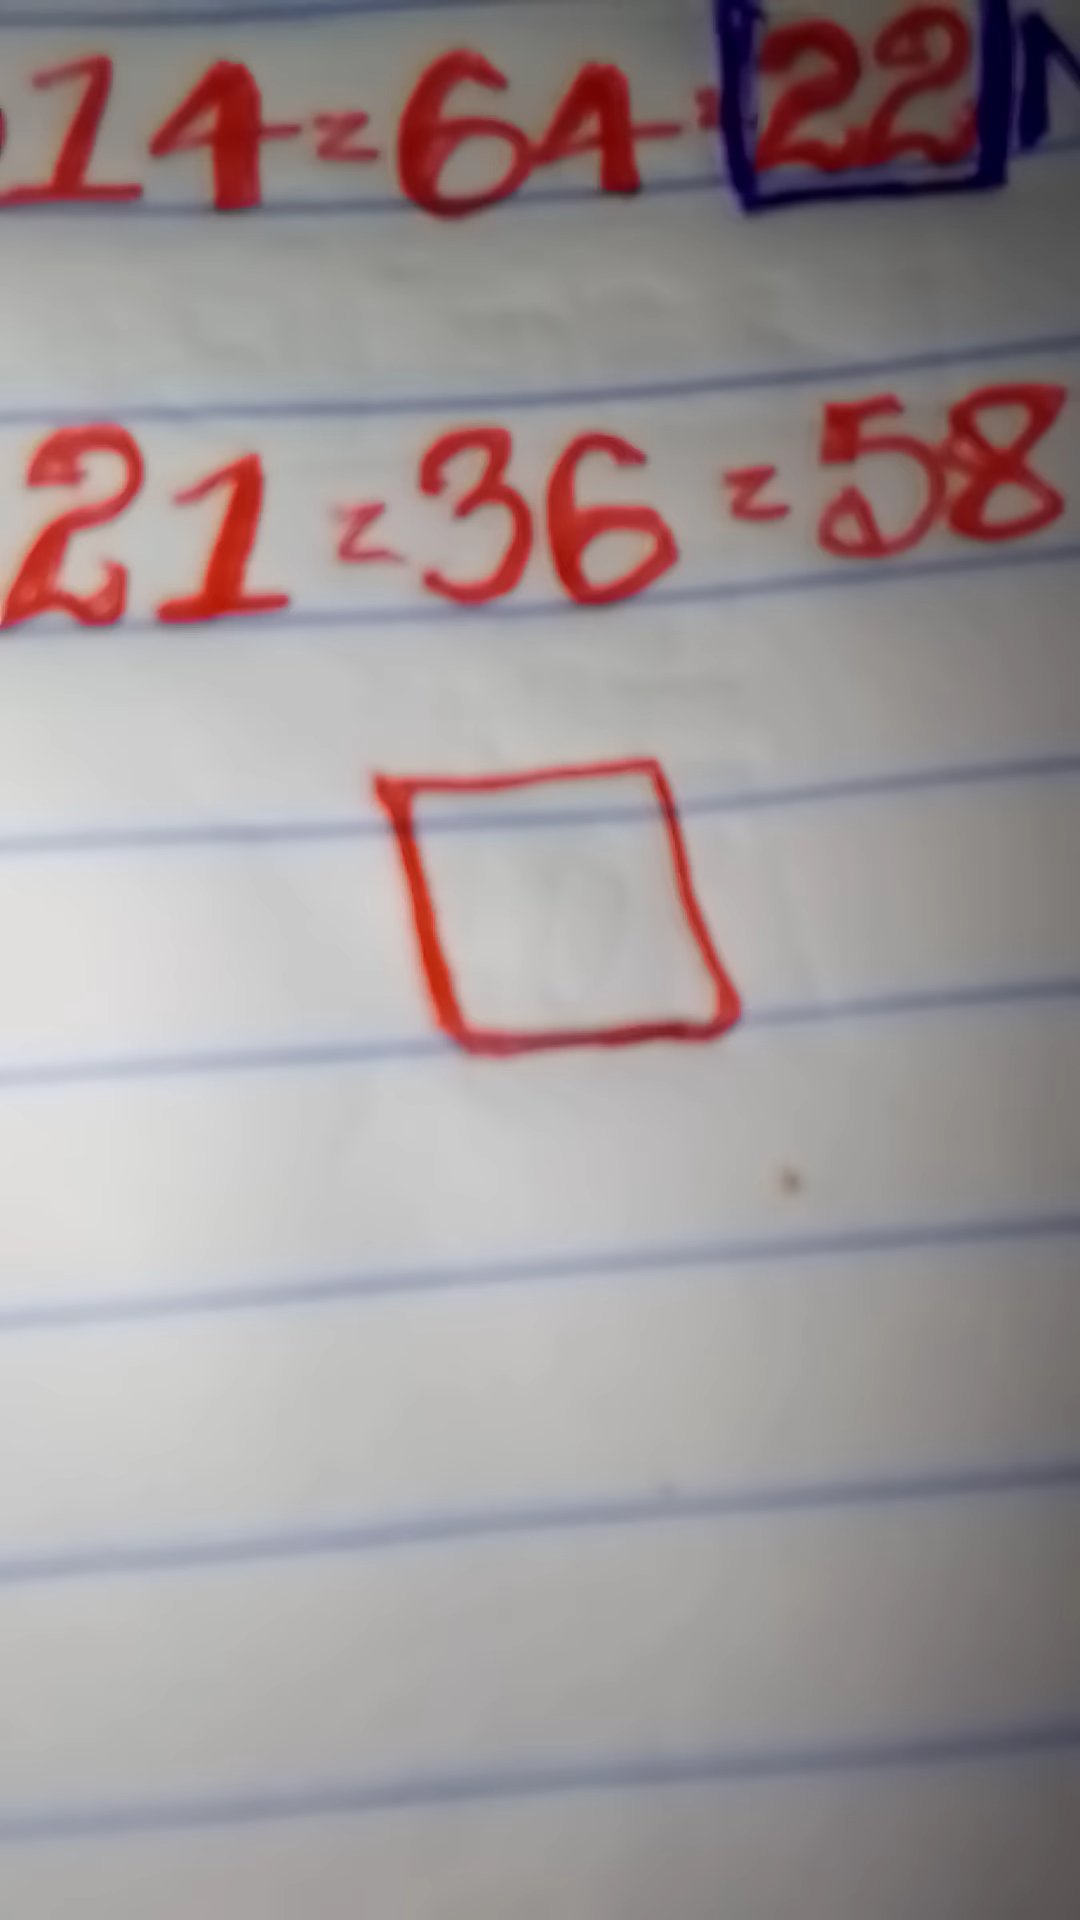 14 = 64 = 22
21 = 36 = 58